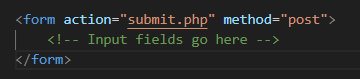 <form action="submit.php" method="post">
<!-- Input fields go here -->
</form>